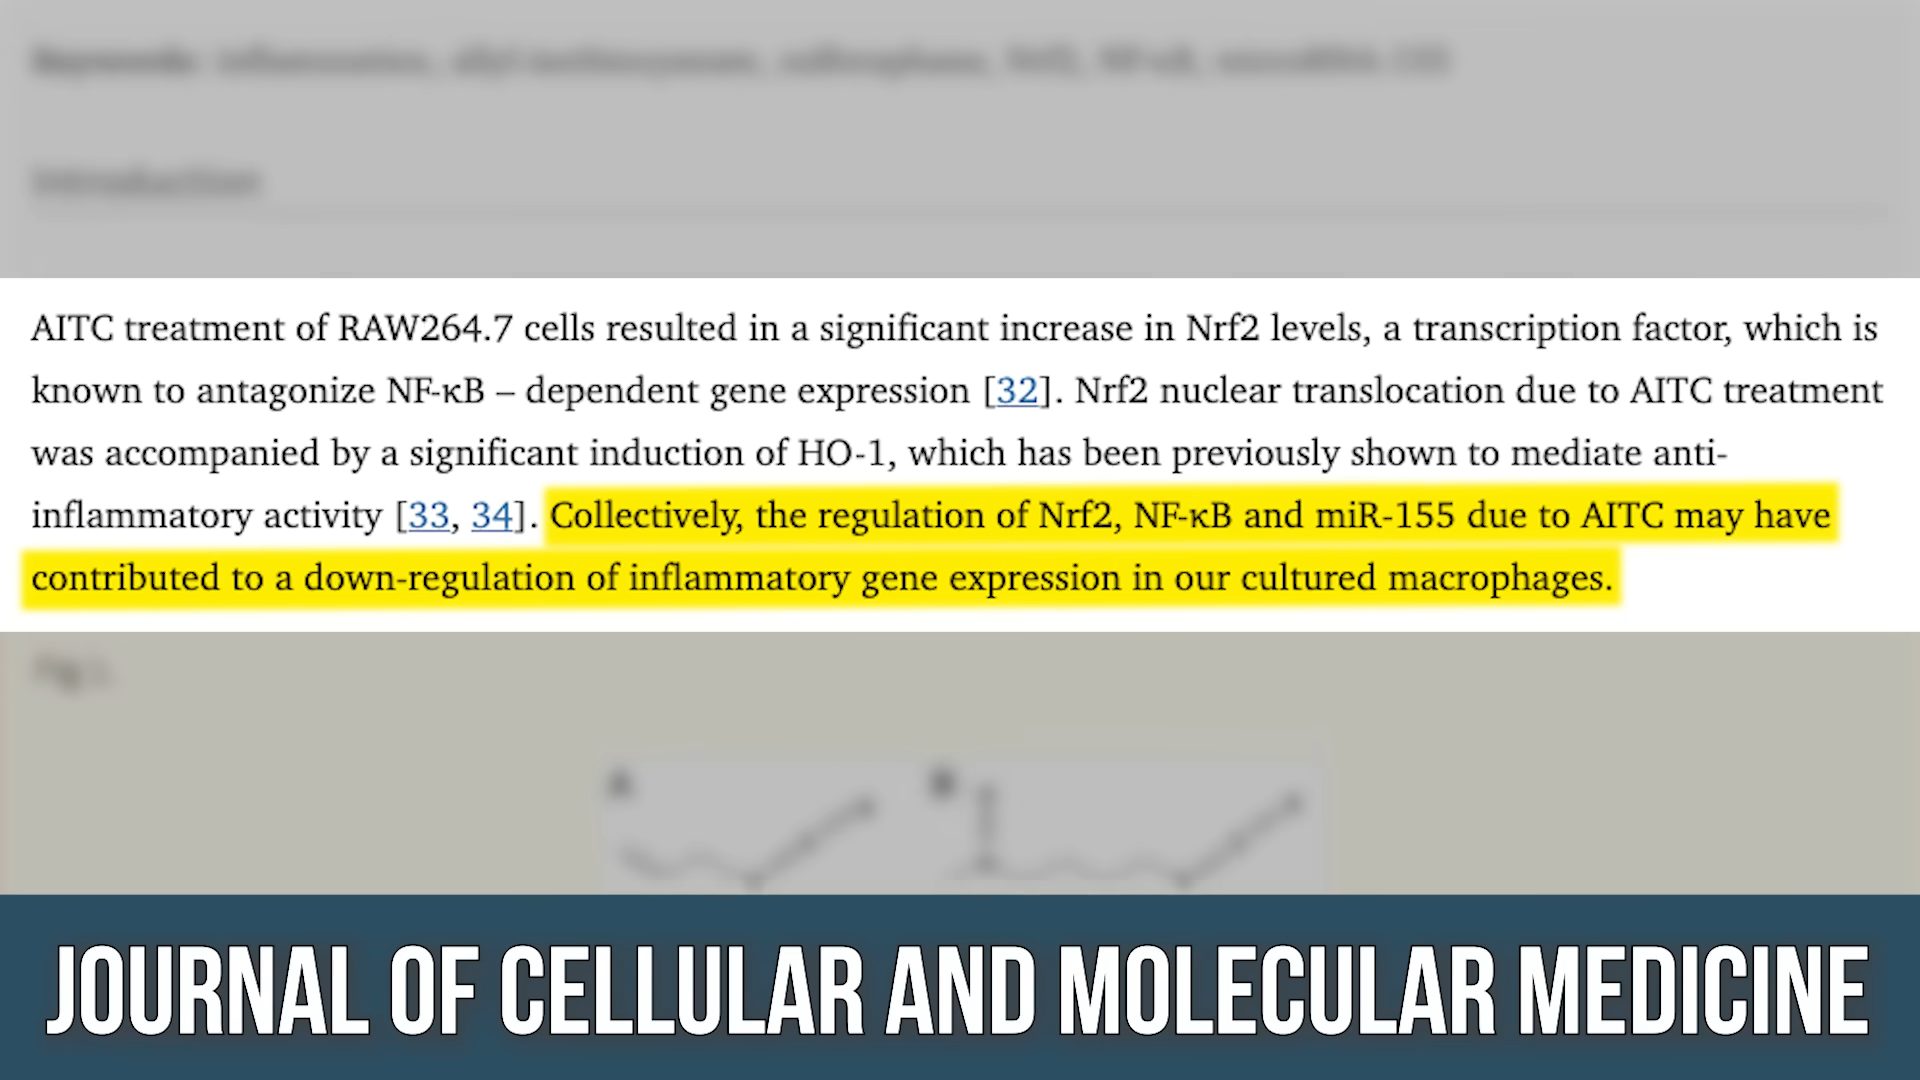 Introduction
AITC treatment of RAW264.7 cells resulted in a significant increase in Nrf2 levels, a transcription factor, which is
known to antagonize NF-κB – dependent gene expression [32]. Nrf2 nuclear translocation due to AITC treatment
was accompanied by a significant induction of HO-1, which has been previously shown to mediate anti-
inflammatory activity [33, 34]. Collectively, the regulation of Nrf2, NF-κB and miR-155 due to AITC may have
contributed to a down-regulation of inflammatory gene expression in our cultured macrophages.
A B
JOURNAL OF CELLULAR AND MOLECULAR MEDICINE